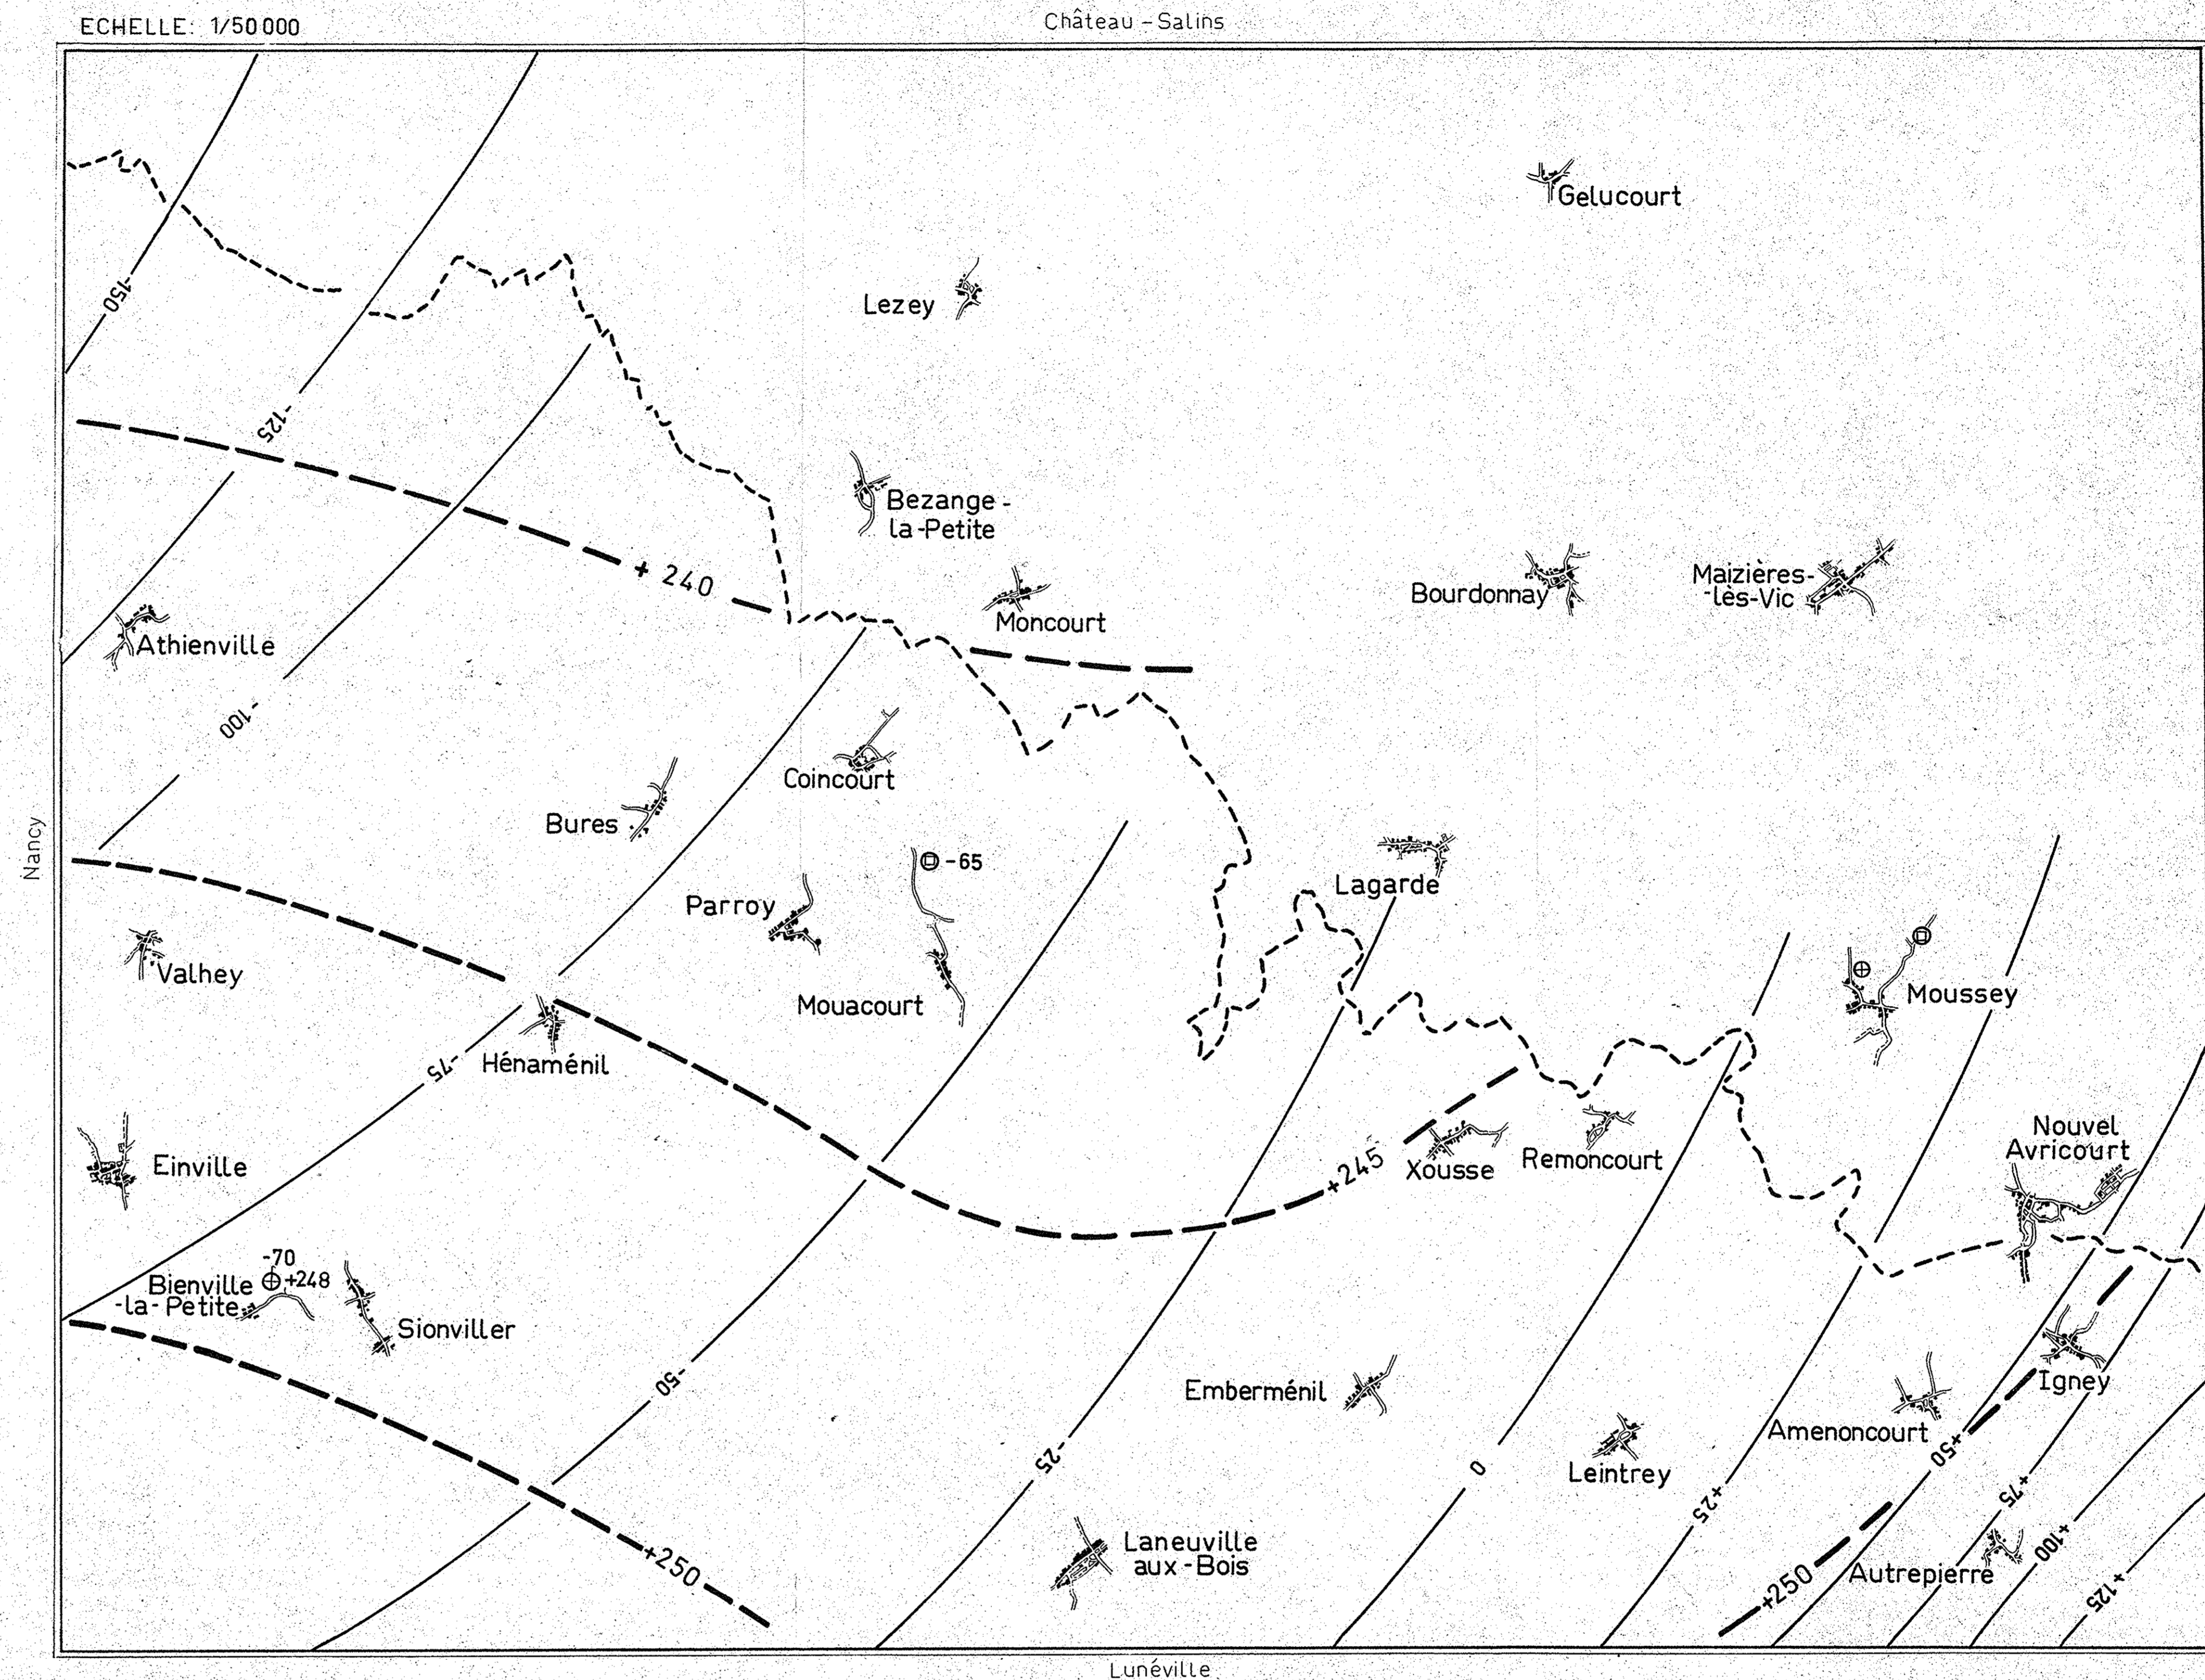 ECHELLE: 1/50 000
Château - Salins
Gelucourt
-150
Lezey
-125
Bezange -
la-Petite
+ 240
Bourdonnay
Maizières-
-lès-Vic
Moncourt
Athienville
-100
Coincourt
Bures
Nancy
-65
Lagarde
Parroy
Valhey
Mouacourt
Moussey
-75
Hénaménil
Nouvel
Avricourt
Einville
+245
Xousse
Remoncourt
-70
Bienville
+248
-la-Petite
Sionviller
-50
Emberménil
Igney
Amenoncourt
-25
0
Leintrey
+50
+25
+75
Laneuville
aux-Bois
+250
+100
Autrepierre
+250
+125
Lunéville